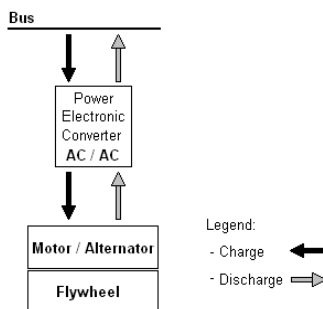 Bus
Power
Electronic
Converter
AC / AC
Motor / Alternator
Flywheel
Legend:
- Charge
- Discharge